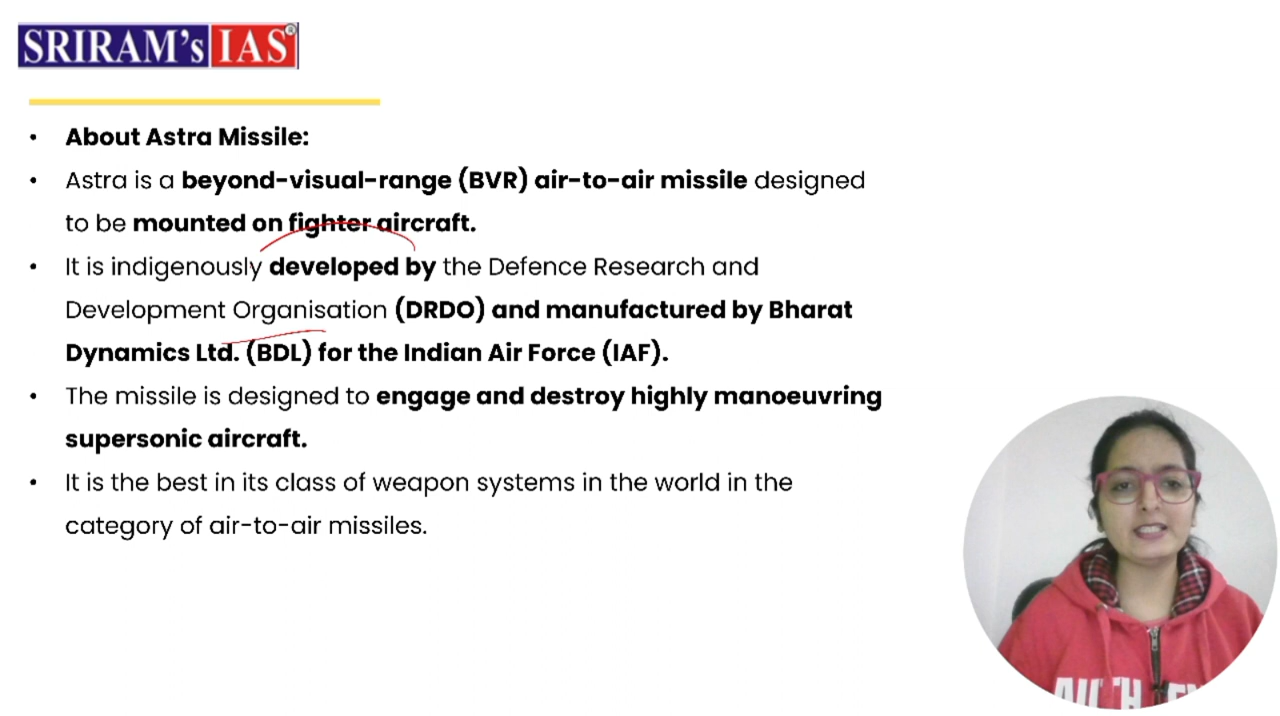 SRIRAM's IAS®
• About Astra Missile:
• Astra is a beyond-visual-range (BVR) air-to-air missile designed
to be mounted on fighter aircraft.
• It is indigenously developed by the Defence Research and
Development Organisation (DRDO) and manufactured by Bharat
Dynamics Ltd. (BDL) for the Indian Air Force (IAF).
• The missile is designed to engage and destroy highly manoeuvring
supersonic aircraft.
• It is the best in its class of weapon systems in the world in the
category of air-to-air missiles.